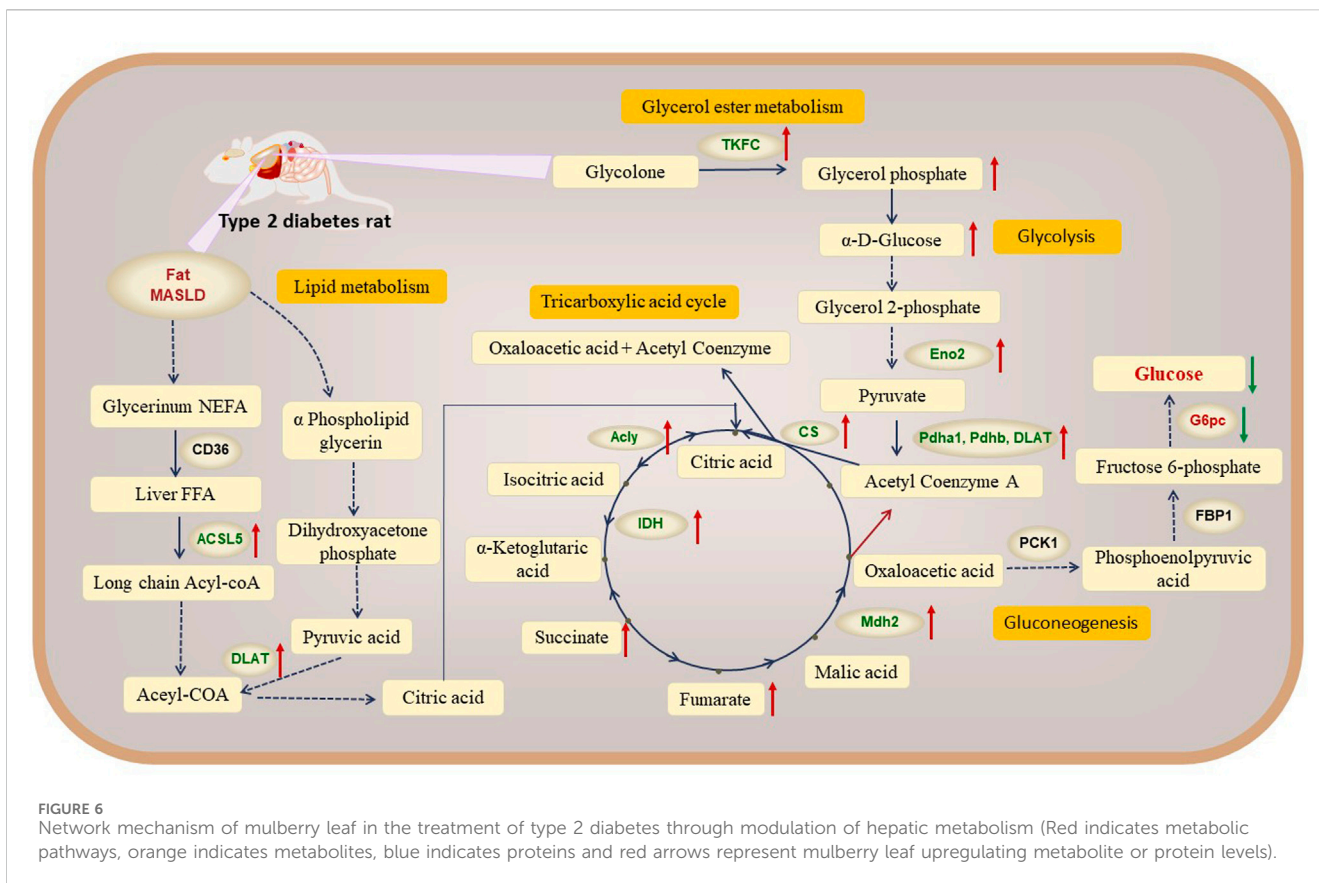 Glycerol ester metabolism
TKFC
Glycolone
Glycerol phosphate
Type 2 diabetes rat
α-D-Glucose
Glycolysis
Fat
MASLD
Lipid metabolism
Tricarboxylic acid cycle
Glycerol 2-phosphate
Oxaloacetic acid + Acetyl Coenzyme
Eno2
Glucose
Pyruvate
Glycerinum NEFA
α Phospholipid
glycerin
G6pc
Acly
CS
Pdha1, Pdhb, DLAT
CD36
Citric acid
Fructose 6-phosphate
Isocitric acid
Acetyl Coenzyme A
Liver FFA
IDH
FBP1
ACSL5
Dihydroxyacetone
phosphate
α-Ketoglutaric
acid
PCK1
Oxaloacetic acid
Phosphoenolpyruvic
acid
Long chain Acyl-coA
Pyruvic acid
Succinate
Mdh2
Gluconeogenesis
DLAT
Malic acid
Aceyl-COA
Citric acid
Fumarate
FIGURE 6
Network mechanism of mulberry leaf in the treatment of type 2 diabetes through modulation of hepatic metabolism (Red indicates metabolic
pathways, orange indicates metabolites, blue indicates proteins and red arrows represent mulberry leaf upregulating metabolite or protein levels).